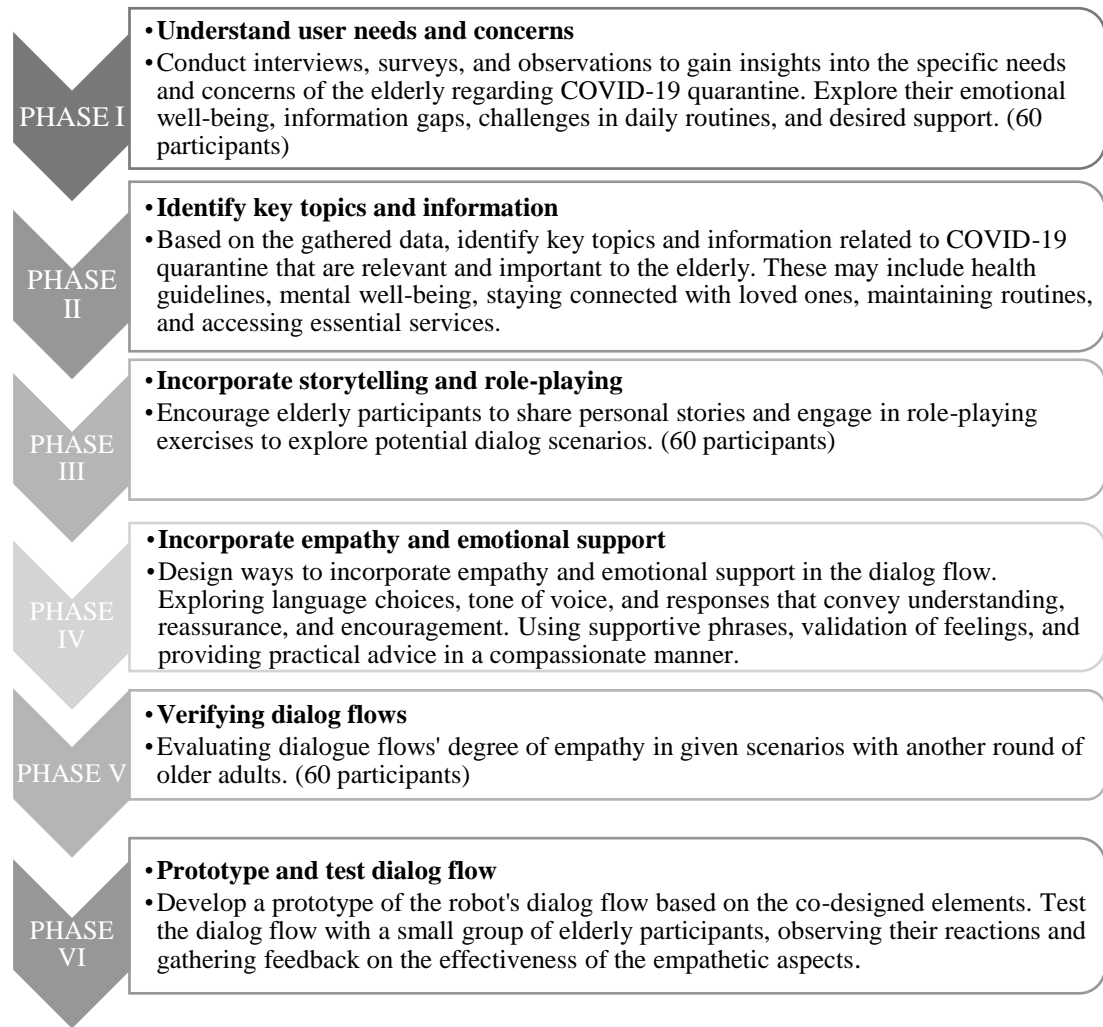 PHASE I
•Understand user needs and concerns
•Conduct interviews, surveys, and observations to gain insights into the specific needs
and concerns of the elderly regarding COVID-19 quarantine. Explore their emotional
well-being, information gaps, challenges in daily routines, and desired support. (60
participants)
PHASE
II
•Identify key topics and information
•Based on the gathered data, identify key topics and information related to COVID-19
quarantine that are relevant and important to the elderly. These may include health
guidelines, mental well-being, staying connected with loved ones, maintaining routines,
and accessing essential services.
PHASE
III
•Incorporate storytelling and role-playing
•Encourage elderly participants to share personal stories and engage in role-playing
exercises to explore potential dialog scenarios. (60 participants)
PHASE
IV
•Incorporate empathy and emotional support
•Design ways to incorporate empathy and emotional support in the dialog flow.
Exploring language choices, tone of voice, and responses that convey understanding,
reassurance, and encouragement. Using supportive phrases, validation of feelings, and
providing practical advice in a compassionate manner.
PHASE V
•Verifying dialog flows
•Evaluating dialogue flows' degree of empathy in given scenarios with another round of
older adults. (60 participants)
PHASE
VI
•Prototype and test dialog flow
•Develop a prototype of the robot's dialog flow based on the co-designed elements. Test
the dialog flow with a small group of elderly participants, observing their reactions and
gathering feedback on the effectiveness of the empathetic aspects.